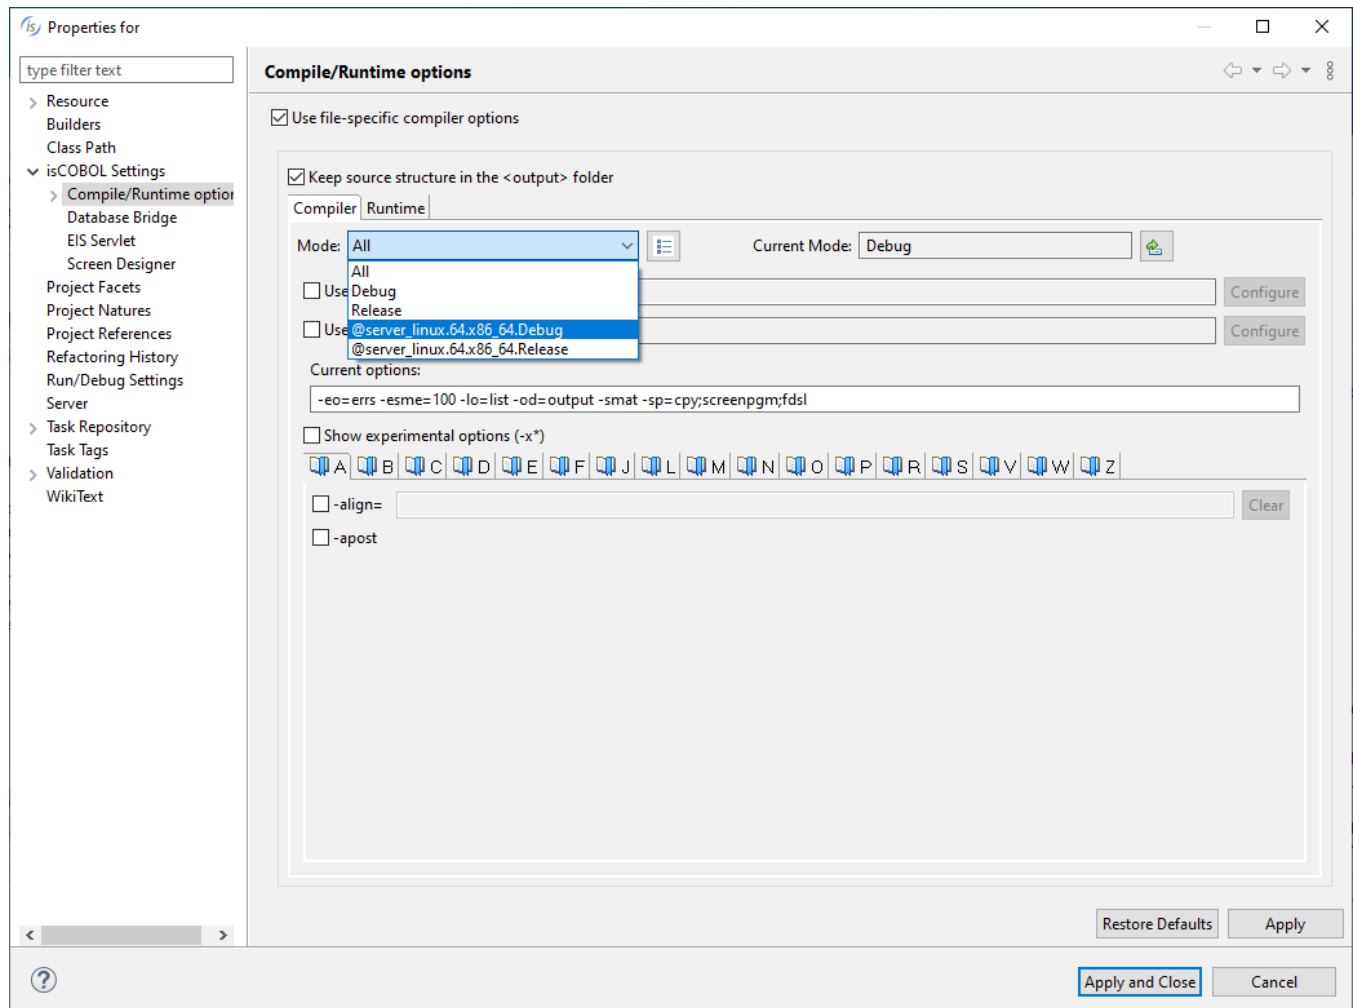 is Properties for
type filter text
Compile/Runtime options
Resource
Builders
Class Path
isCOBOL Settings
Compile/Runtime option
Database Bridge
EIS Servlet
Screen Designer
Project Facets
Project Natures
Project References
Refactoring History
Run/Debug Settings
Server
Task Repository
Task Tags
Validation
WikiText
Use file-specific compiler options
Keep source structure in the <output> folder
Compiler Runtime
Mode: All Current Mode: Debug
All
Use Debug Configure
Release
Use @server_linux.64.x86_64.Debug Configure
@server_linux.64.x86_64.Release
Current options:
-eo=errs -esme=100 -lo=list -od=output -smat -sp=cpy;screenpgm;fdsl
Show experimental options (-x*)
A B C D E F J L M N O P R S V W Z
-align= Clear
-apost
Restore Defaults Apply
? Apply and Close Cancel